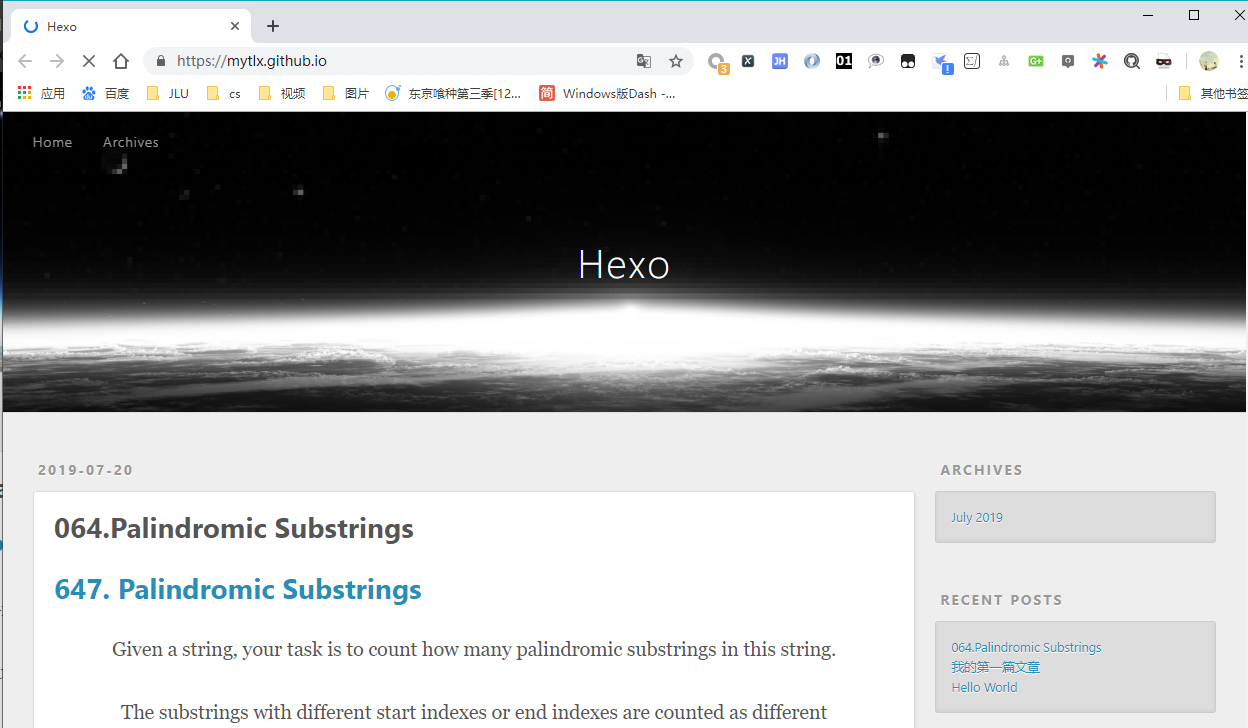 Hexo
https://mytlx.github.io
3
JH
01
!
G+
应用
百度
JLU
cs
视频
图片
东京喰种第三季[12...
简
Windows版Dash -...
其他书签
Home
Archives
Hexo
2019-07-20
064.Palindromic Substrings
647. Palindromic Substrings
Given a string, your task is to count how many palindromic substrings in this string.
The substrings with different start indexes or end indexes are counted as different
ARCHIVES
July 2019
RECENT POSTS
064.Palindromic Substrings
我的第一篇文章
Hello World